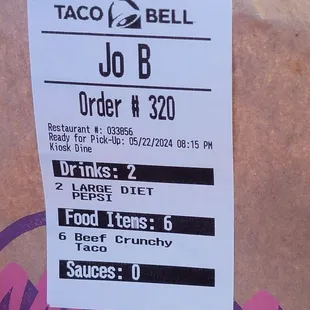 TACO BELL
Jo B
Order # 320
Restaurant #: 033856
Ready for Pick-Up: 05/22/2024 08:15 PM
Kiosk Dine
Drinks: 2
2 LARGE DIET
PEPSI
Food Items: 6
6 Beef Crunchy
Taco
Sauces: 0